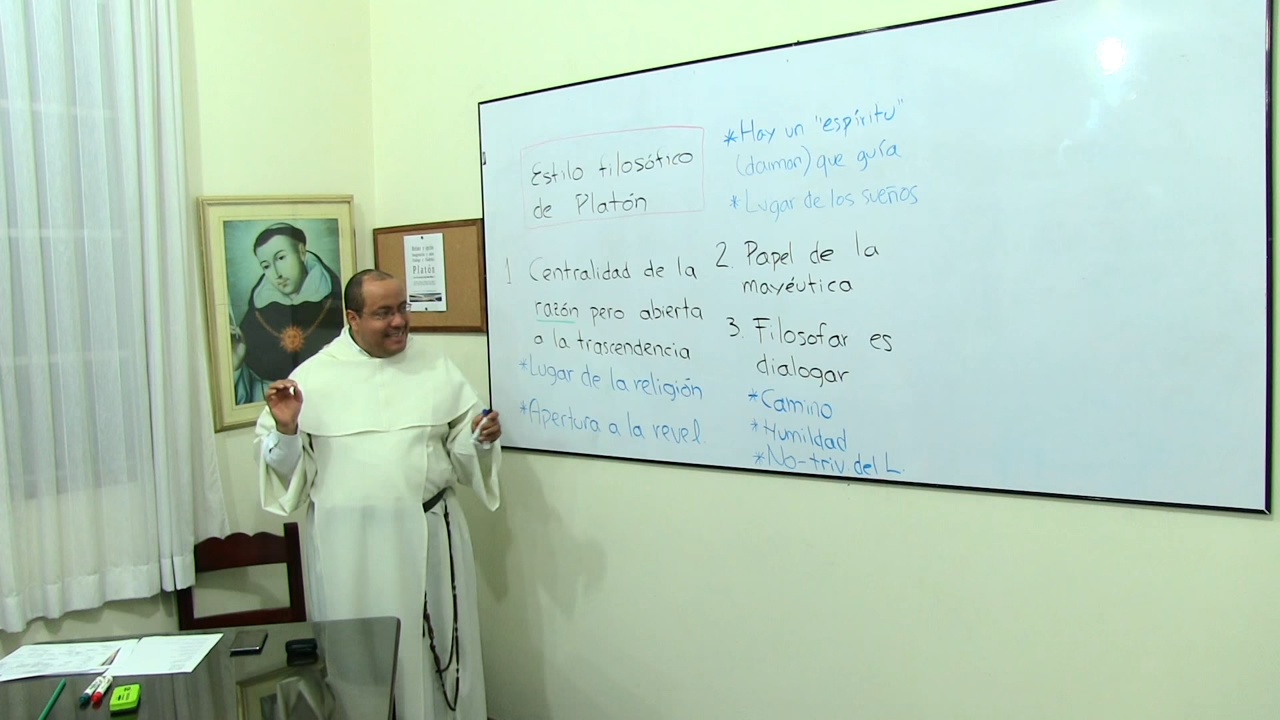 Estilo filosófico
de Platón
1 Centralidad de la
razón pero abierta
a la trascendencia
*Lugar de la religión
*Apertura a la revel.
*Hay un "espíritu"
(daimon) que guía
*Lugar de los sueños
2. Papel de la
mayéutica
3. Filosofar es
dialogar
*Camino
*Humildad
*No-triv. del L.
Platón